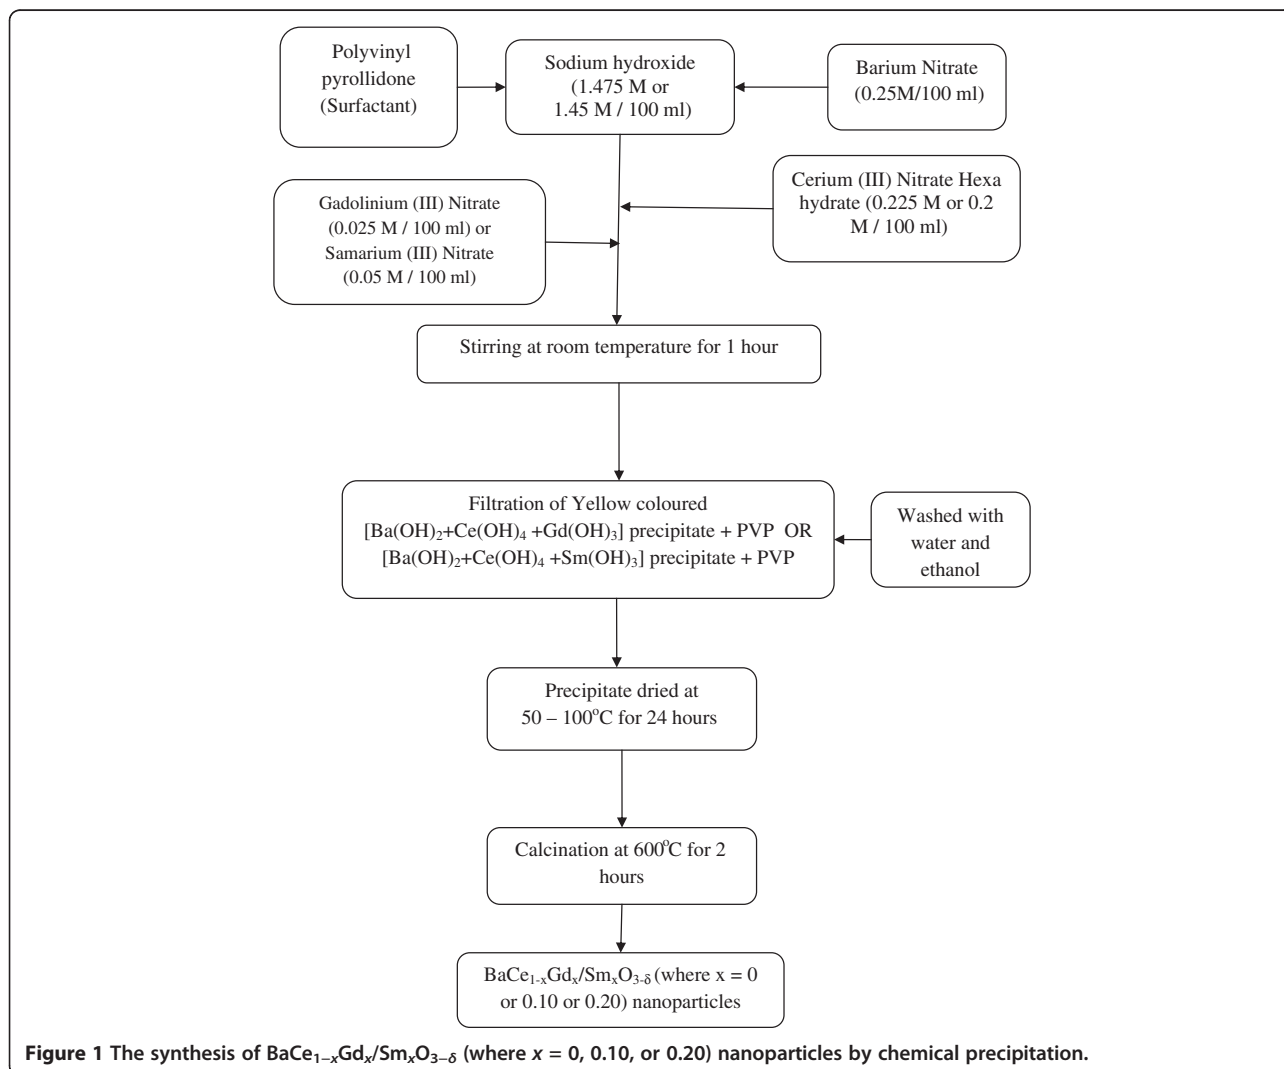 Polyvinyl
pyrollidone
(Surfactant)
Sodium hydroxide
(1.475 M or
1.45 M / 100 ml)
Barium Nitrate
(0.25M/100 ml)
Cerium (III) Nitrate Hexa
hydrate (0.225 M or 0.2
M / 100 ml)
Gadolinium (III) Nitrate
(0.025 M / 100 ml) or
Samarium (III) Nitrate
(0.05 M / 100 ml)
Stirring at room temperature for 1 hour
Filtration of Yellow coloured
[Ba(OH)₂+Ce(OH)₄ +Gd(OH)₃] precipitate + PVP OR
[Ba(OH)₂+Ce(OH)₄ +Sm(OH)₃] precipitate + PVP
Washed with
water and
ethanol
Precipitate dried at
50 – 100°C for 24 hours
Calcination at 600°C for 2
hours
BaCe₁₋ₓGdₓ/SmₓO₃₋δ (where x = 0
or 0.10 or 0.20) nanoparticles
Figure 1 The synthesis of BaCe₁₋ₓGdₓ/SmₓO₃₋δ (where x = 0, 0.10, or 0.20) nanoparticles by chemical precipitation.